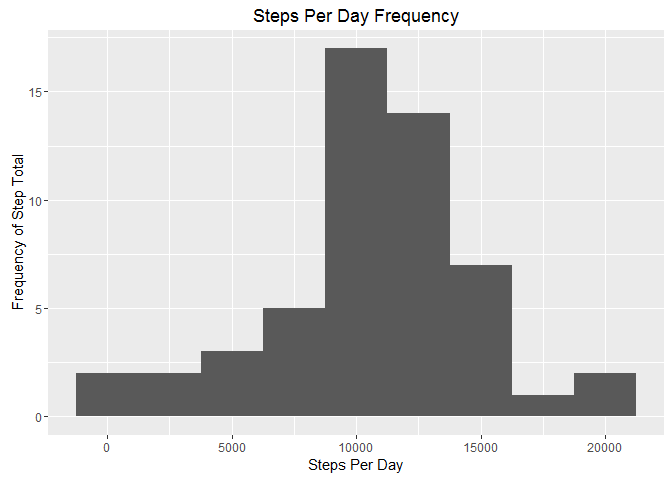 Steps Per Day Frequency
Frequency of Step Total
15
10
5
0
0 5000 10000 15000 20000
Steps Per Day